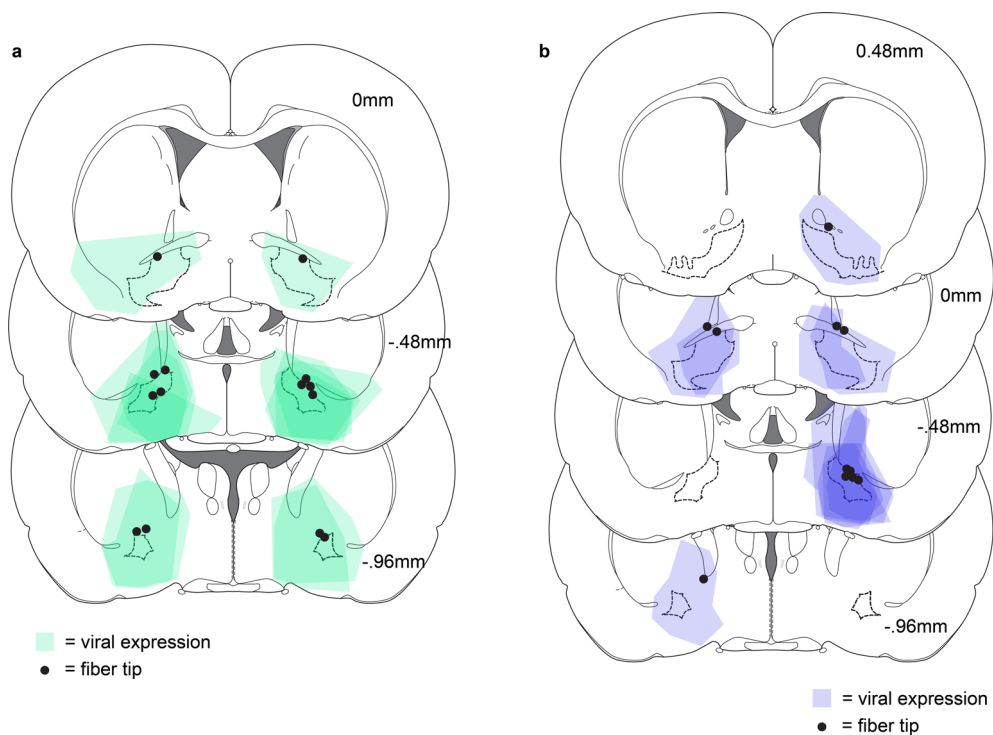 a
0mm
-.48mm
-.96mm
= viral expression
= fiber tip
b
0.48mm
0mm
-.48mm
-.96mm
= viral expression
= fiber tip